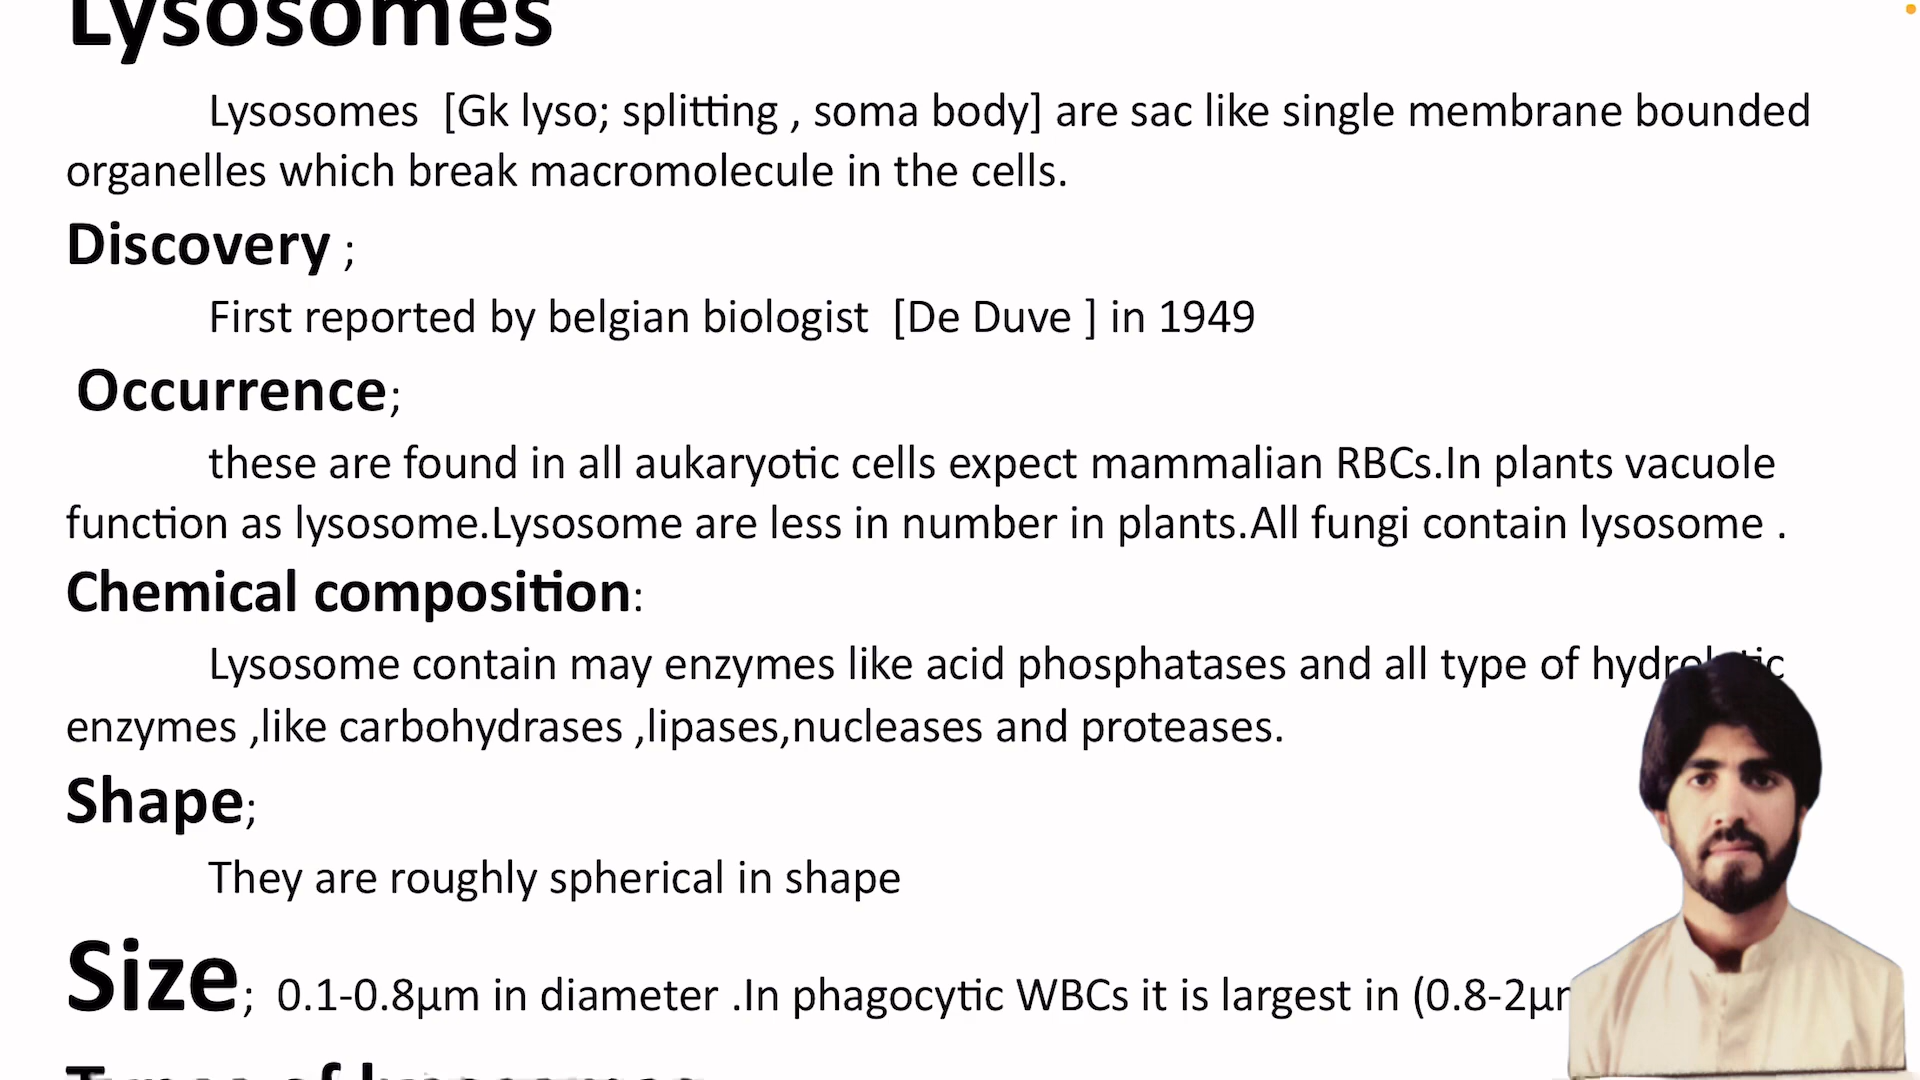 Lysosomes
Lysosomes [Gk lyso; splitting , soma body] are sac like single membrane bounded
organelles which break macromolecule in the cells.
Discovery ;
First reported by belgian biologist [De Duve ] in 1949
Occurrence;
these are found in all aukaryotic cells expect mammalian RBCs.In plants vacuole
function as lysosome.Lysosome are less in number in plants.All fungi contain lysosome .
Chemical composition:
Lysosome contain may enzymes like acid phosphatases and all type of
enzymes ,like carbohydrases ,lipases,nucleases and proteases.
Shape;
They are roughly spherical in shape
Size; 0.1-0.8µm in diameter .In phagocytic WBCs it is largest in (0.8-2